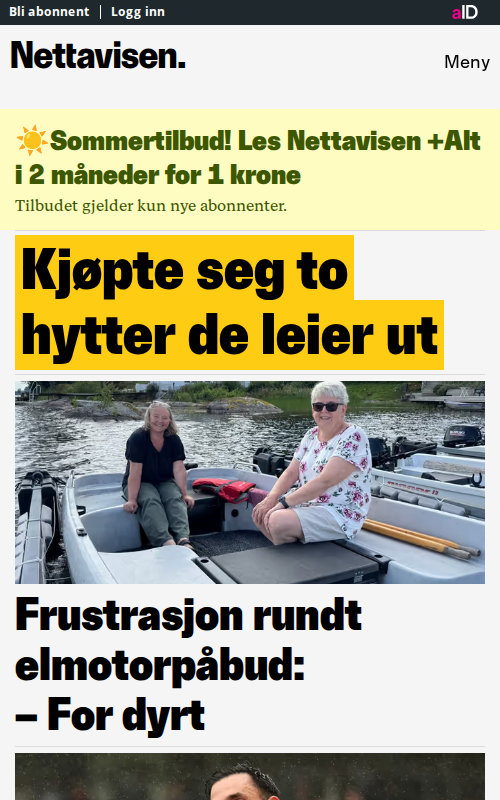 Bli abonnent
Logg inn
aID
Nettavisen.
Meny
☀️Sommertilbud! Les Nettavisen +Alt
i 2 måneder for 1 krone
Tilbudet gjelder kun nye abonnenter.
Kjøpte seg to
hytter de leier ut
Frustrasjon rundt
elmotorpåbud:
– For dyrt